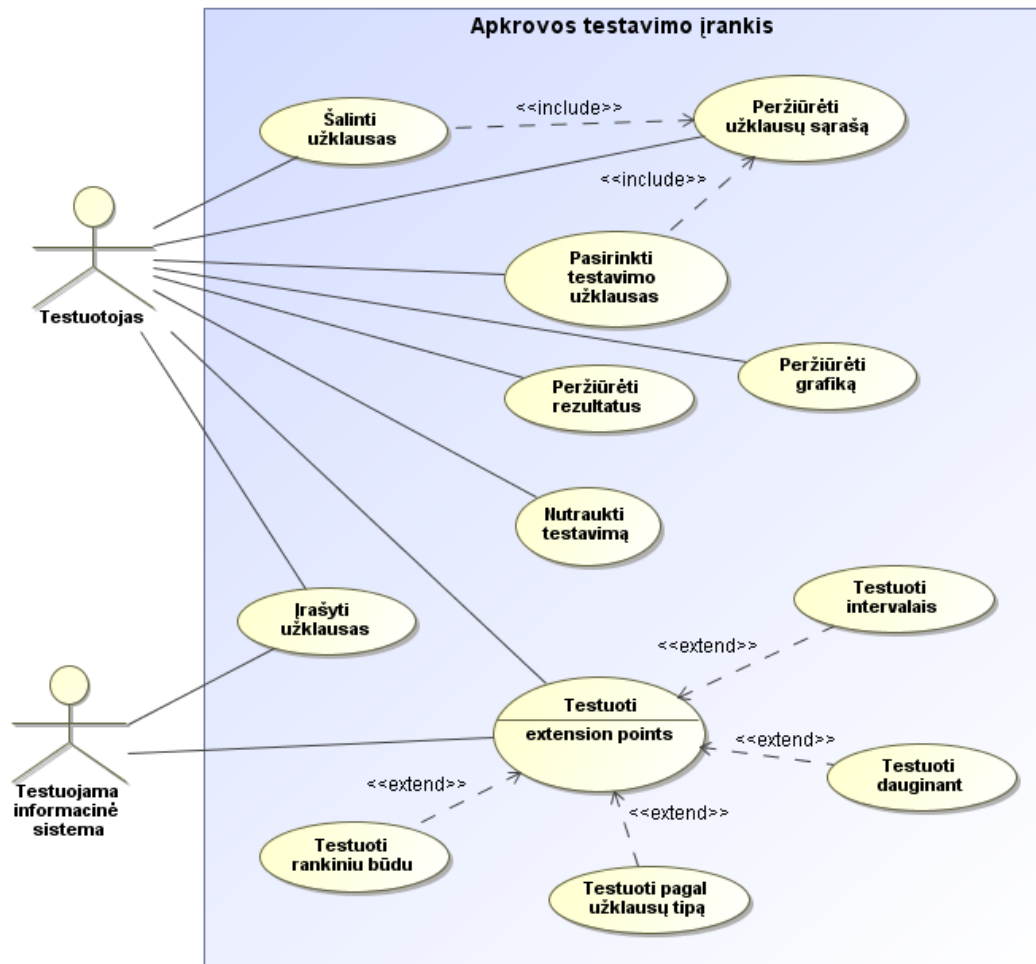 Apkrovos testavimo įrankis
Šalinti
užklausas
<<include>>
Peržiūrėti
užklausų sąrašą
<<include>>
Pasirinkti
testavimo
užklausas
Testuotojas
Peržiūrėti
grafiką
Peržiūrėti
rezultatus
Nutraukti
testavimą
Testuoti
intervalais
Įrašyti
užklausas
<<extend>>
Testuoti
extension points
<<extend>>
Testuoti
dauginant
Testuojama
informacinė
sistema
<<extend>>
<<extend>>
Testuoti
rankiniu būdu
Testuoti pagal
užklausų tipą